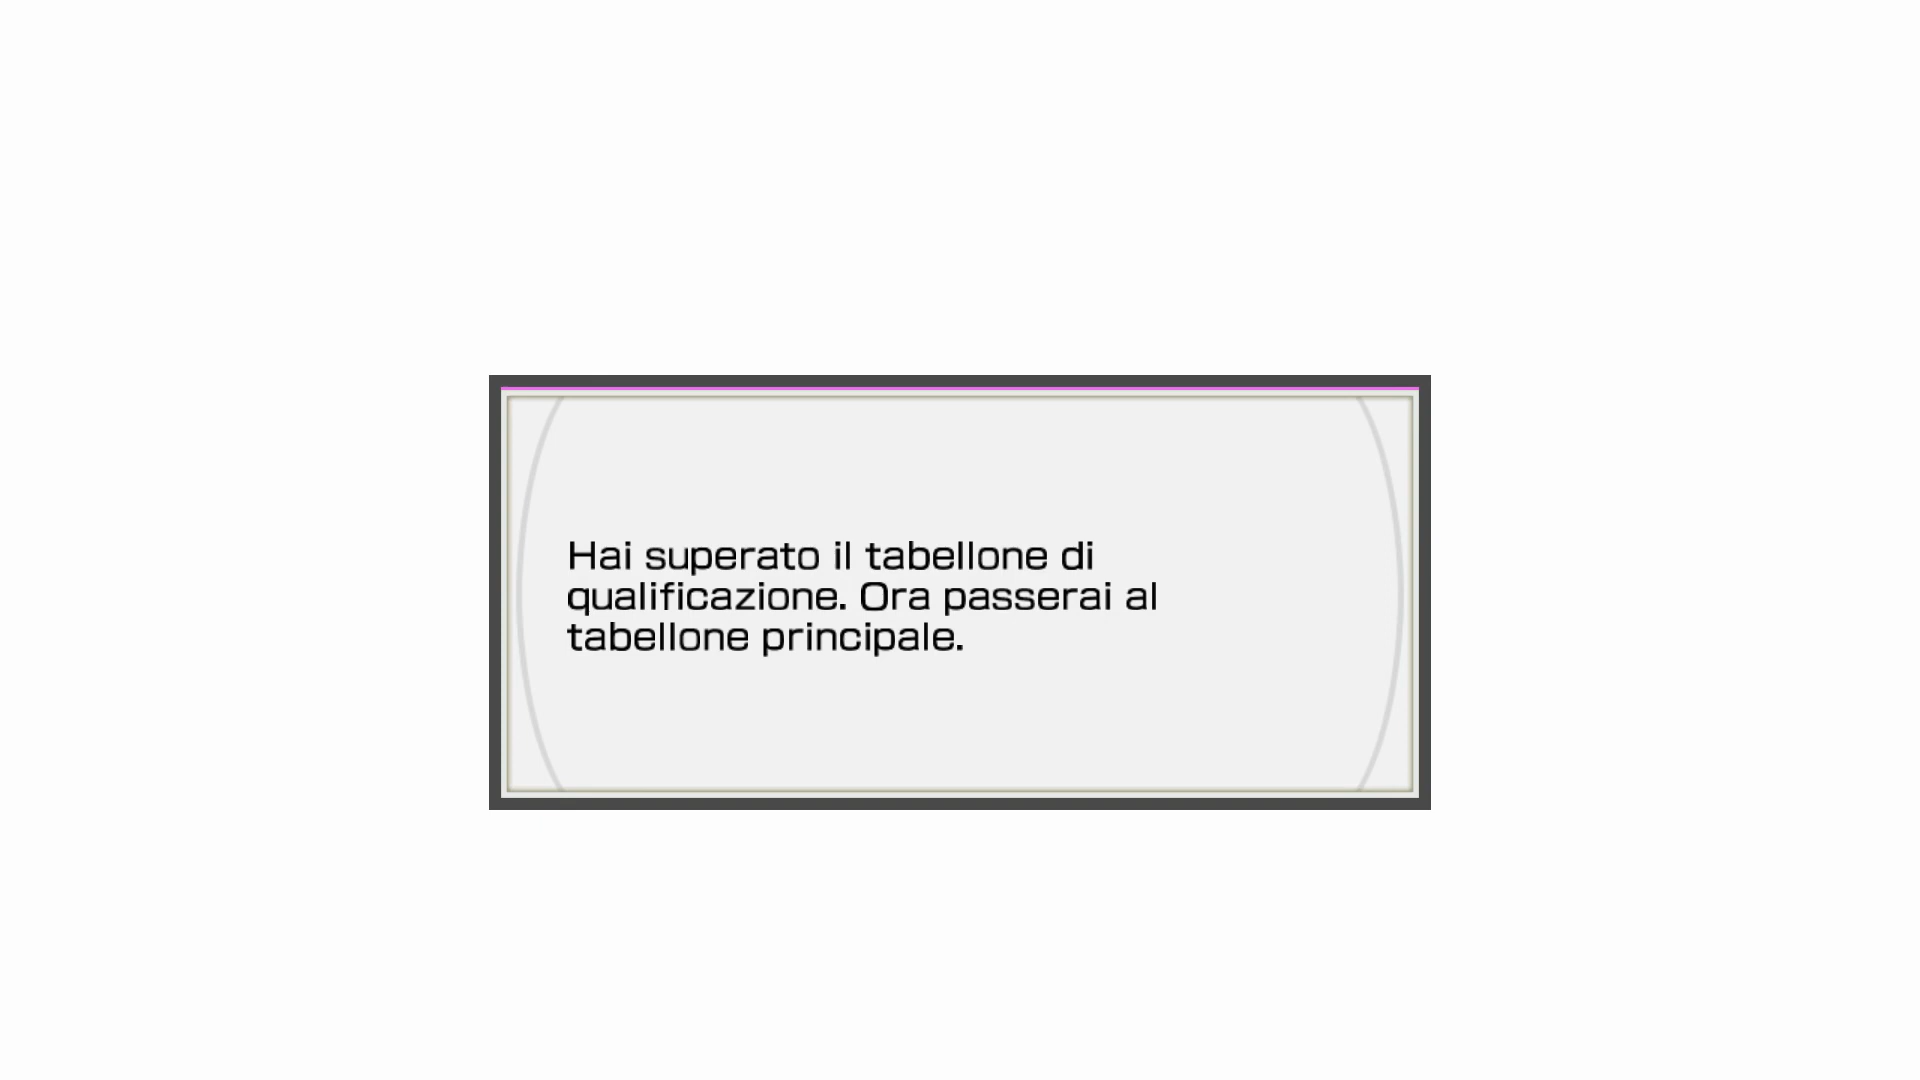 Hai superato il tabellone di
qualificazione. Ora passerai al
tabellone principale.